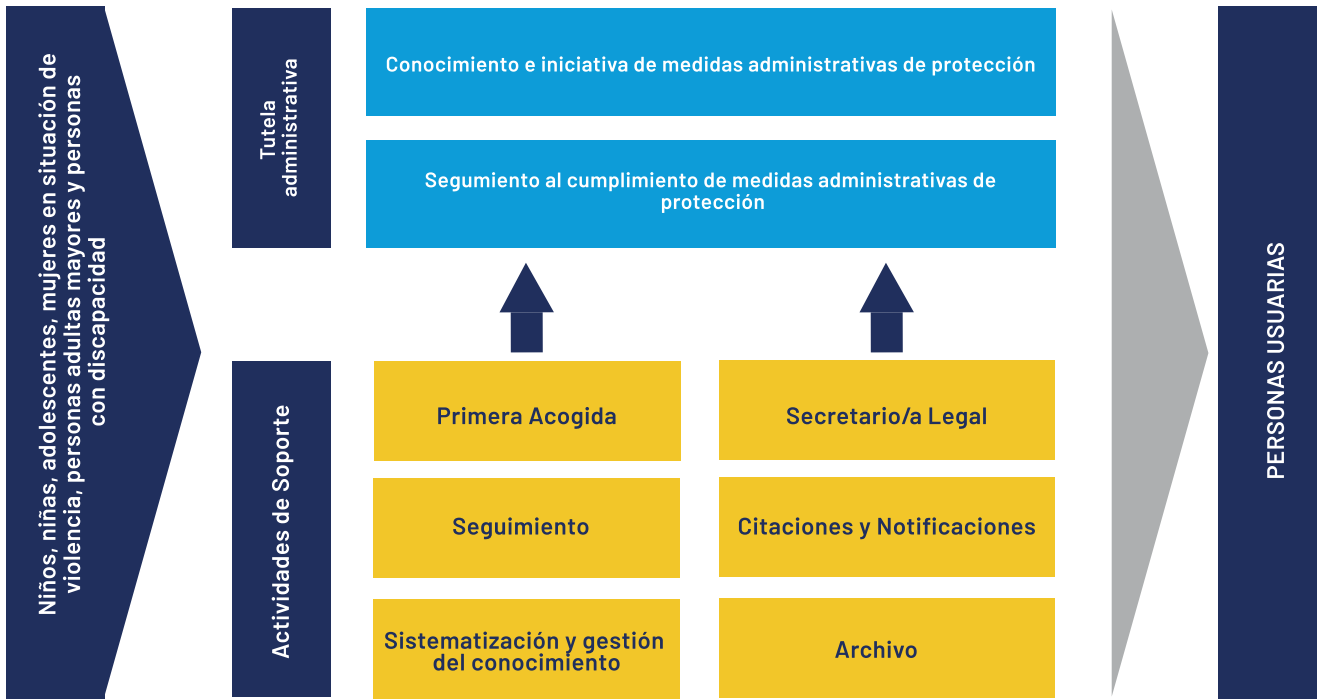 Niños, niñas, adolescentes, mujeres en situación de
violencia, personas adultas mayores y personas
con discapacidad
Tutela
administrativa
Conocimiento e iniciativa de medidas administrativas de protección
Segumiento al cumplimiento de medidas administrativas de
protección
Actividades de Soporte
Primera Acogida
Secretario/a Legal
Seguimiento
Citaciones y Notificaciones
Sistematización y gestión
del conocimiento
Archivo
PERSONAS USUARIAS